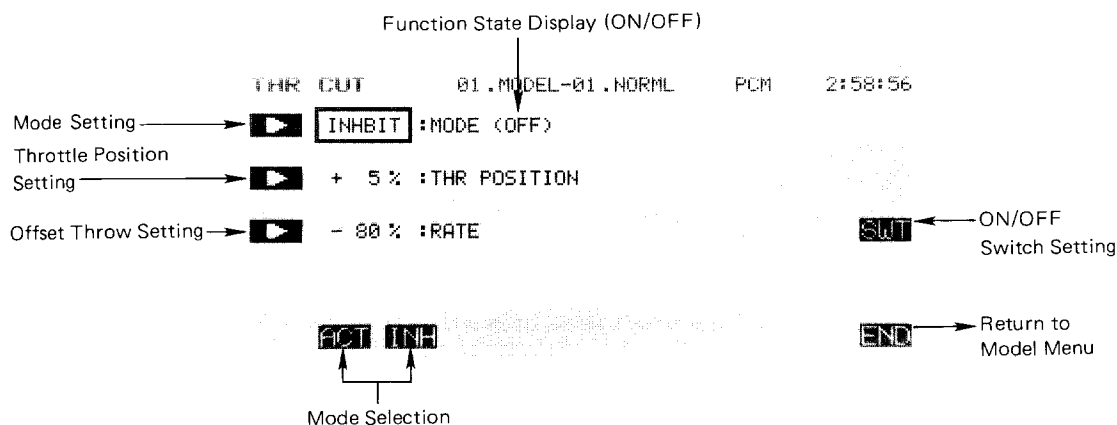 Function State Display (ON/OFF)
THR CUT 01.MODEL-01.NORML PCM 2:58:56
Mode Setting INHBIT :MODE (OFF)
Throttle Position
Setting + 5 % :THR POSITION
Offset Throw Setting - 80 % :RATE SWT ON/OFF
Switch Setting
ACT INH END Return to
Model Menu
Mode Selection